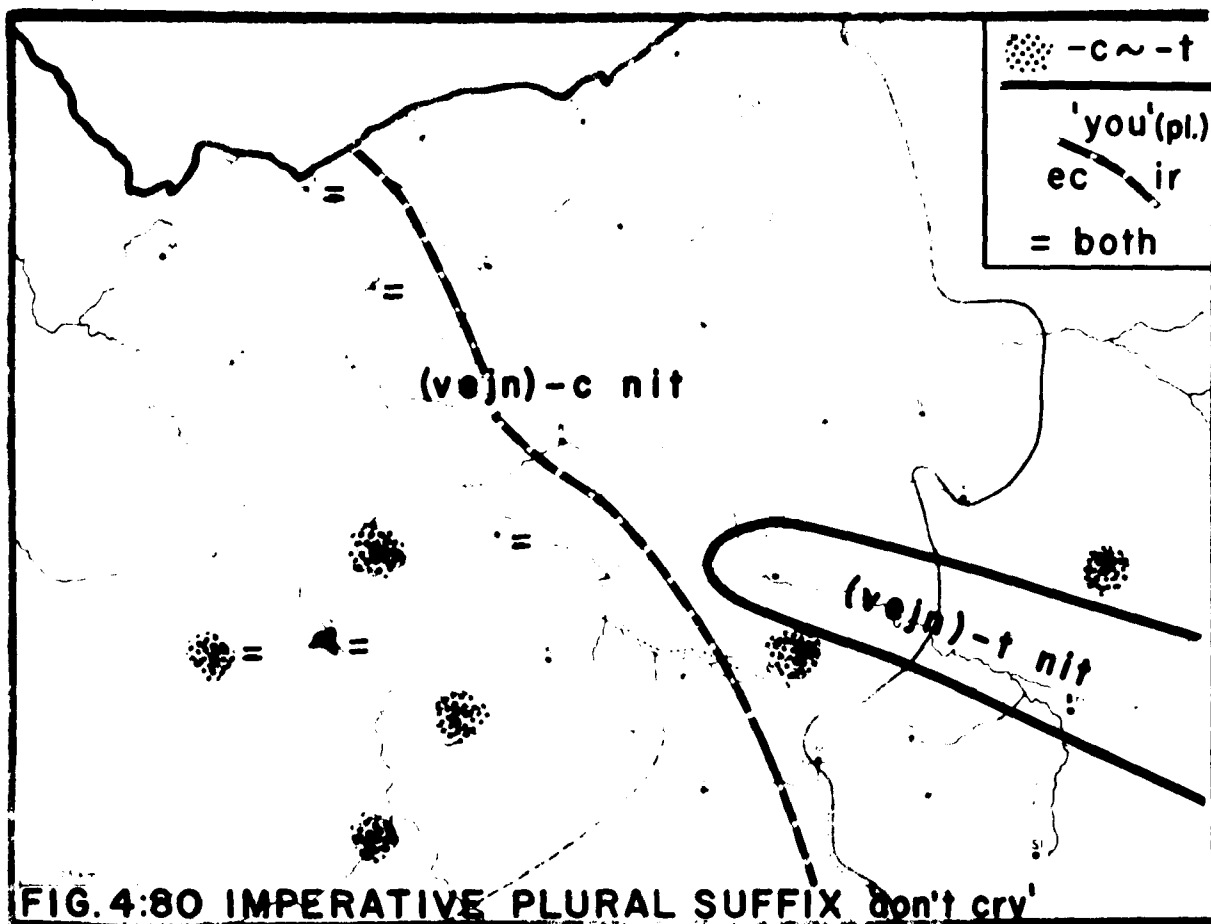 -c ~ -t
'you' (pl.)
ec ir
= both
=
=
(vejn)-c nit
=
= =
(vejn)-t nit
FIG. 4:80 IMPERATIVE PLURAL SUFFIX 'don't cry'